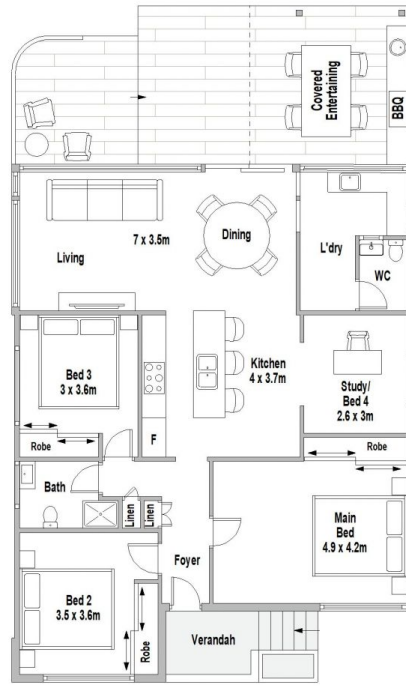 Covered
Entertaining
BBQ
7 x 3.5m
Dining
Living
L'dry
WC
Bed 3
3 x 3.6m
Kitchen
4 x 3.7m
Study/
Bed 4
2.6 x 3m
Robe
F
Robe
Bath
Linen
Linen
Main
Bed
4.9 x 4.2m
Foyer
Bed 2
3.5 x 3.6m
Robe
Verandah